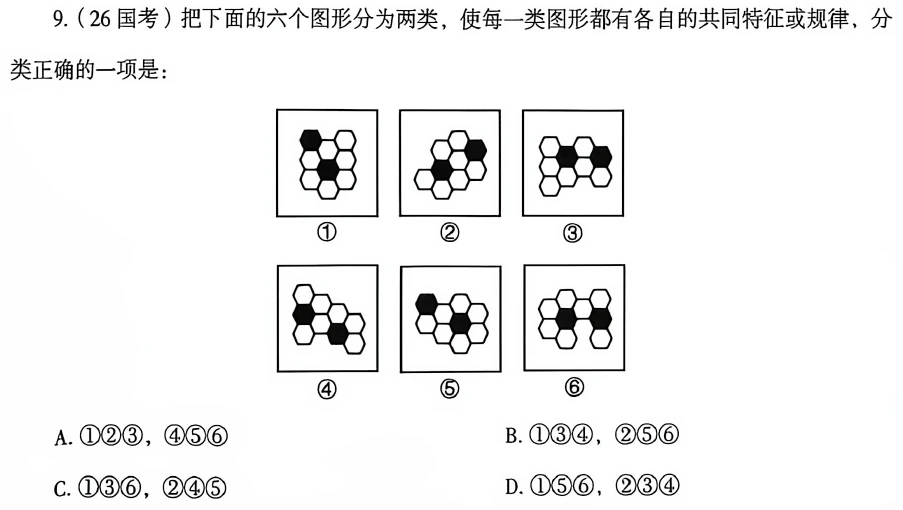 9.（26国考）把下面的六个图形分为两类，使每一类图形都有各自的共同特征或规律，分
类正确的一项是：
① ② ③
④ ⑤ ⑥
A. ①②③，④⑤⑥ B. ①③④，②⑤⑥
C. ①③⑥，②④⑤ D. ①⑤⑥，②③④